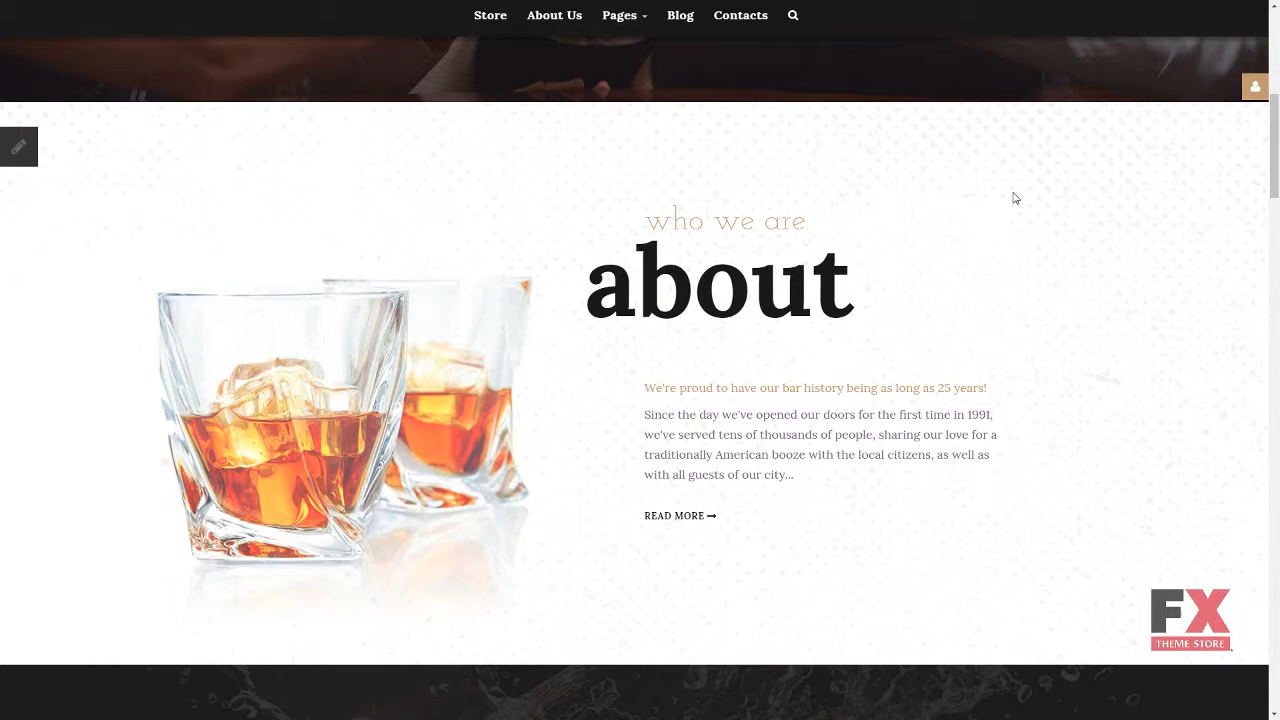 Store About Us Pages Blog Contacts
who we are
about
We're proud to have our bar history being as long as 25 years!
Since the day we've opened our doors for the first time in 1991,
we've served tens of thousands of people, sharing our love for a
traditionally American booze with the local citizens, as well as
with all guests of our city...
READ MORE
FX
THEME STORE